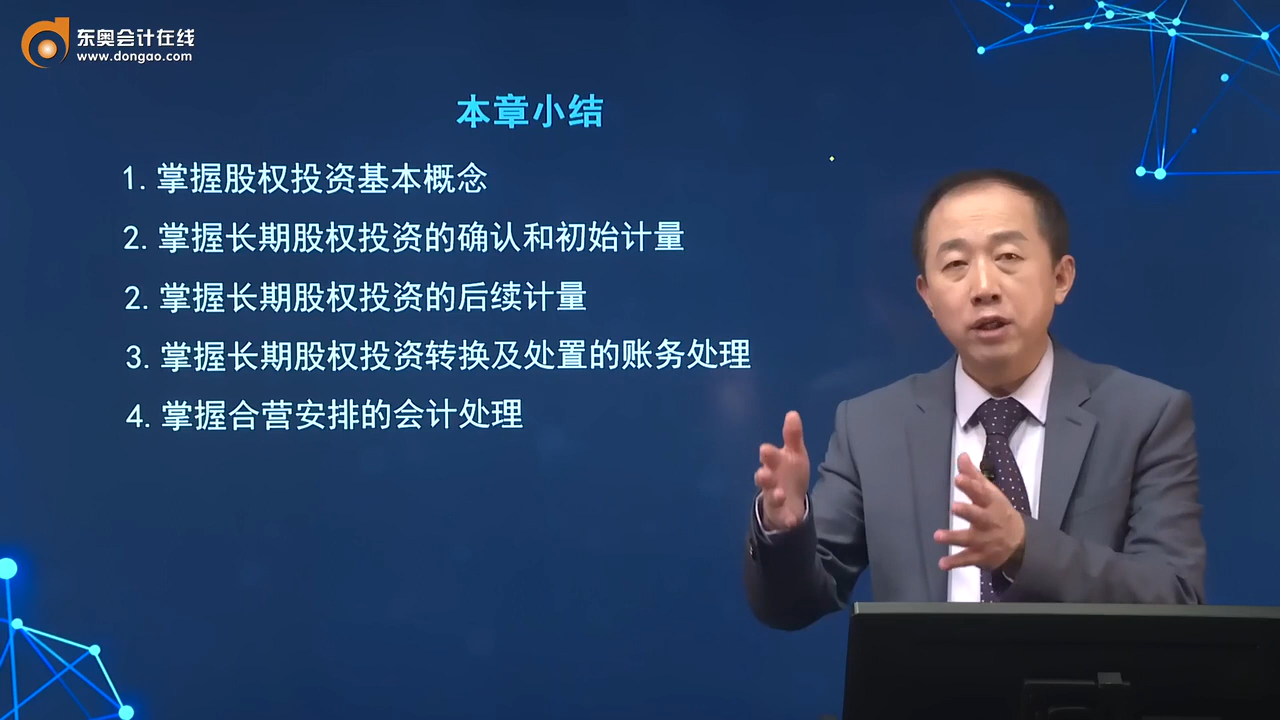 东奥会计在线
www.dongao.com
本章小结
1.掌握股权投资基本概念
2.掌握长期股权投资的确认和初始计量
2.掌握长期股权投资的后续计量
3.掌握长期股权投资转换及处置的账务处理
4.掌握合营安排的会计处理